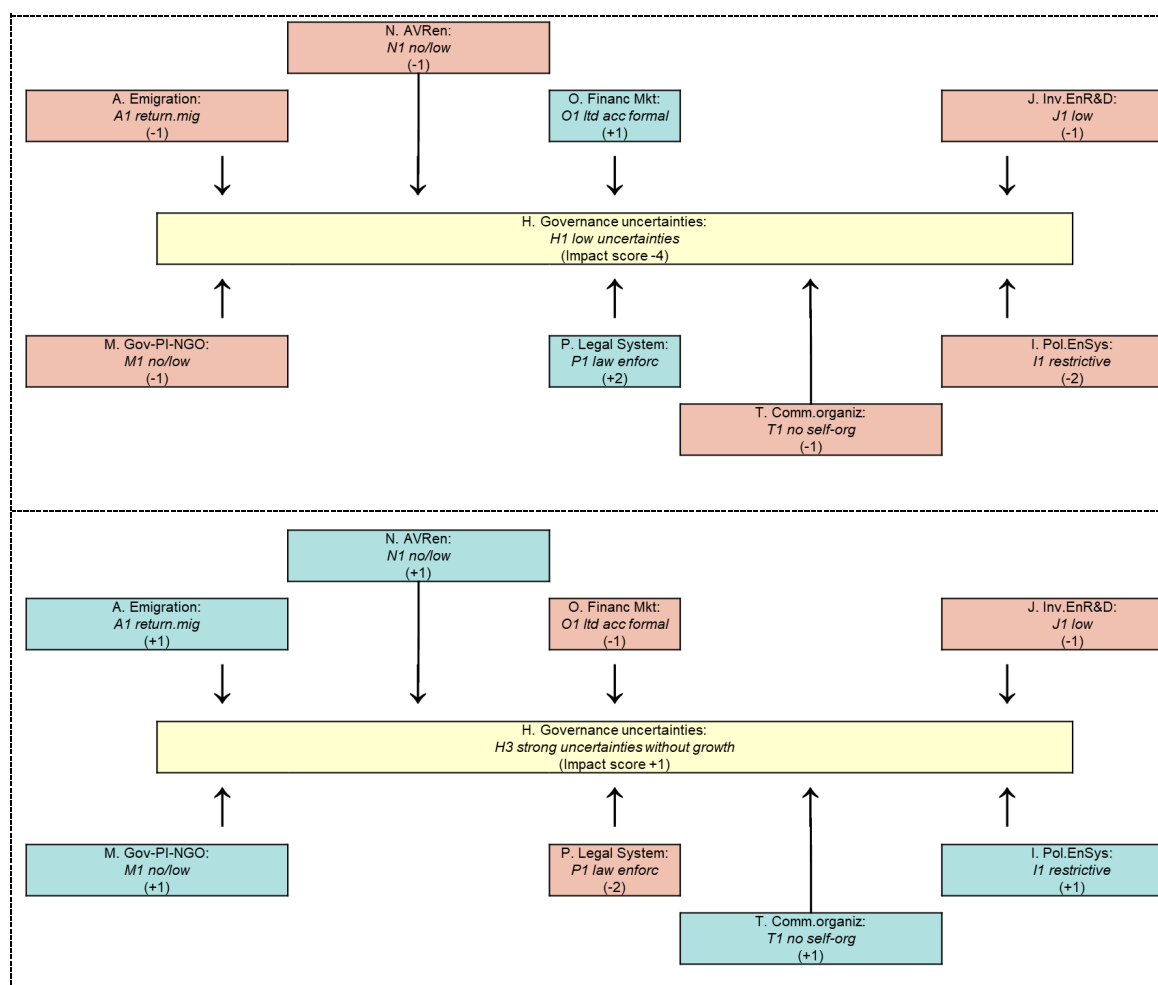 N. AVRen:
N1 no/low
(-1)
A. Emigration:
A1 return.mig
(-1)
O. Financ Mkt:
O1 ltd acc formal
(+1)
J. Inv.EnR&D:
J1 low
(-1)
H. Governance uncertainties:
H1 low uncertainties
(Impact score -4)
M. Gov-PI-NGO:
M1 no/low
(-1)
P. Legal System:
P1 law enforc
(+2)
I. Pol.EnSys:
I1 restrictive
(-2)
T. Comm.organiz:
T1 no self-org
(-1)
N. AVRen:
N1 no/low
(+1)
A. Emigration:
A1 return.mig
(+1)
O. Financ Mkt:
O1 ltd acc formal
(-1)
J. Inv.EnR&D:
J1 low
(-1)
H. Governance uncertainties:
H3 strong uncertainties without growth
(Impact score +1)
M. Gov-PI-NGO:
M1 no/low
(+1)
P. Legal System:
P1 law enforc
(-2)
I. Pol.EnSys:
I1 restrictive
(+1)
T. Comm.organiz:
T1 no self-org
(+1)